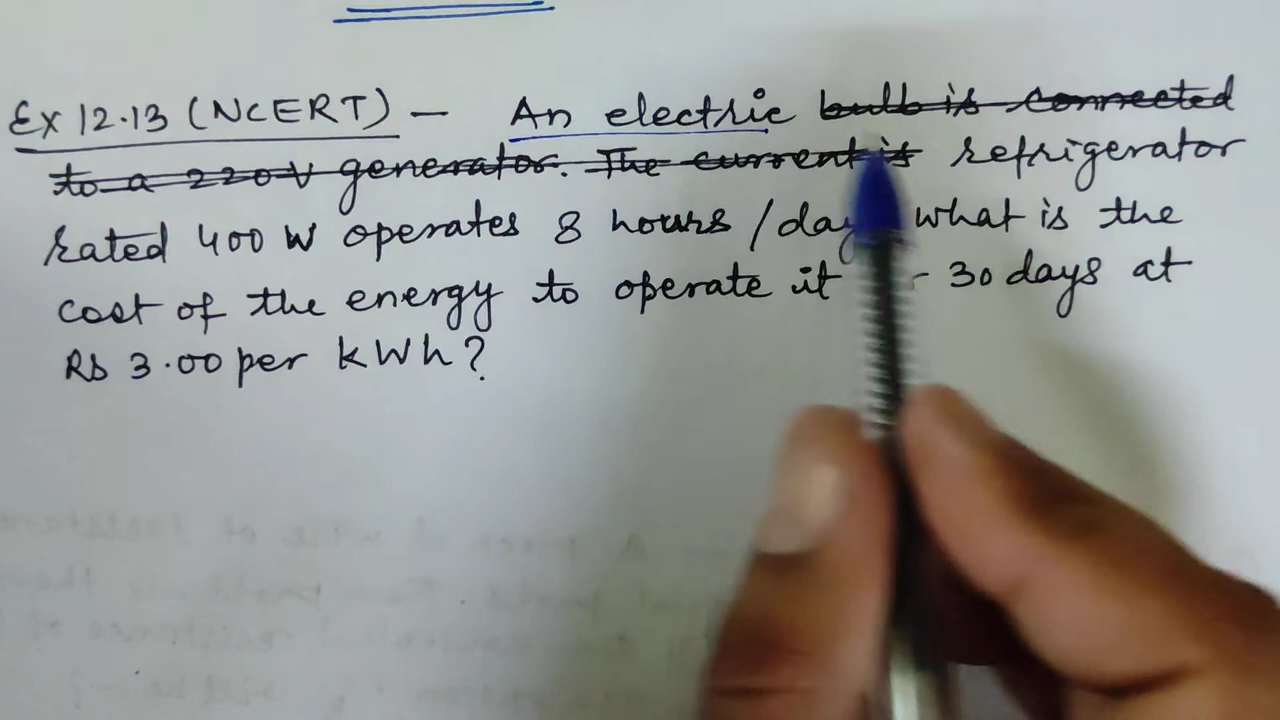 Ex 12.13 (NCERT) - An electric bulb is connected
to a 220V generator. The current is refrigerator
rated 400 W operates 8 hours /day what is the
cost of the energy to operate it 30 days at
Rs 3.00 per kWh?